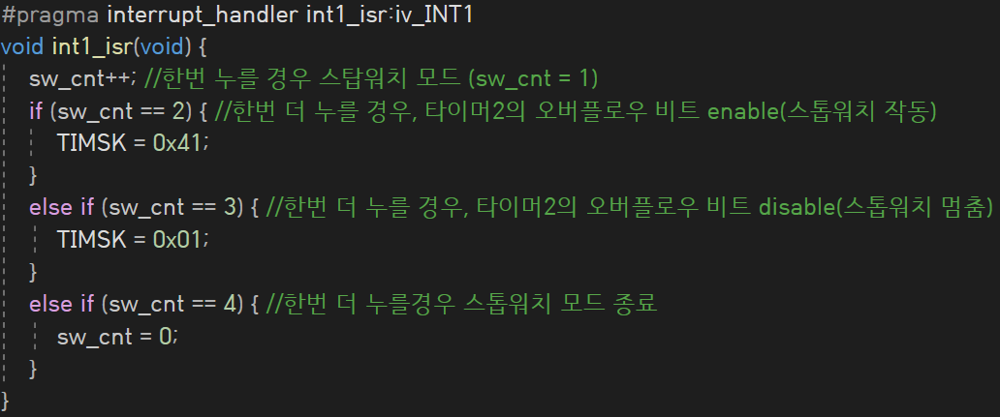 #pragma interrupt_handler int1_isr:iv_INT1
void int1_isr(void) {
sw_cnt++; //한번 누를 경우 스탑워치 모드 (sw_cnt = 1)
if (sw_cnt == 2) { //한번 더 누를 경우, 타이머2의 오버플로우 비트 enable(스톱워치 작동)
TIMSK = 0x41;
}
else if (sw_cnt == 3) { //한번 더 누를 경우, 타이머2의 오버플로우 비트 disable(스톱워치 멈춤)
TIMSK = 0x01;
}
else if (sw_cnt == 4) { //한번 더 누를경우 스톱워치 모드 종료
sw_cnt = 0;
}
}